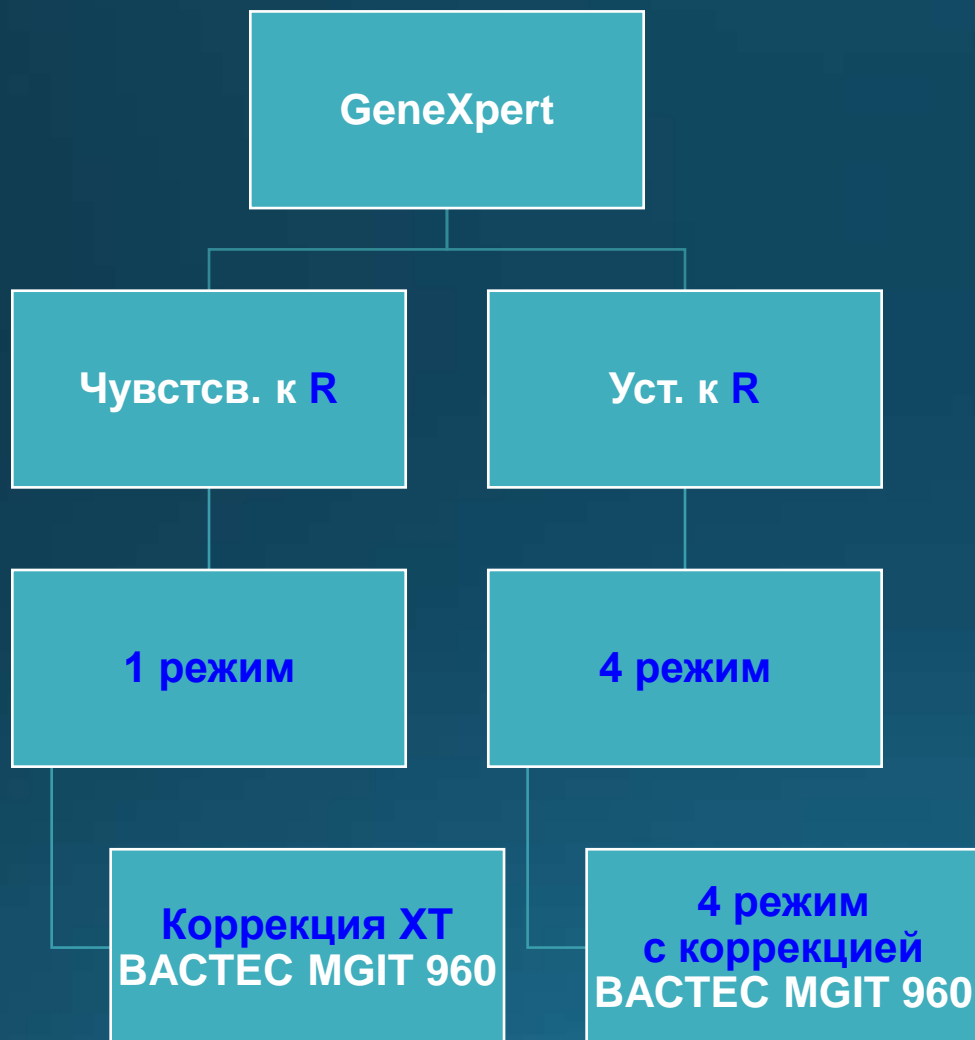 GeneXpert
Чувстсв. к R
Уст. к R
1 режим
4 режим
Коррекция ХТ
BACTEC MGIT 960
4 режим
с коррекцией
BACTEC MGIT 960